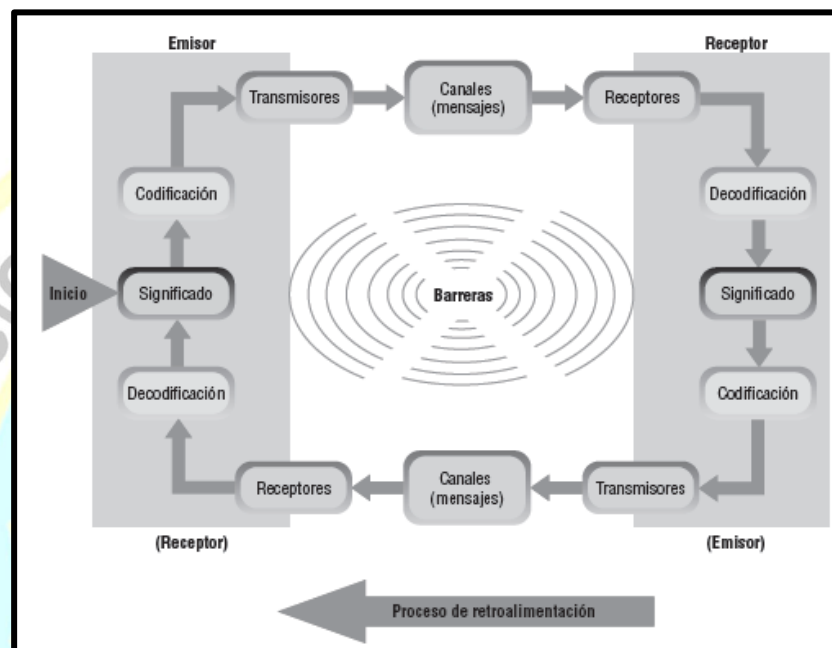 Emisor
Receptor
Transmisores
Canales
(mensajes)
Receptores
Codificación
Decodificación
Inicio
Significado
Barreras
Significado
Decodificación
Codificación
Receptores
Canales
(mensajes)
Transmisores
(Receptor)
(Emisor)
Proceso de retroalimentación